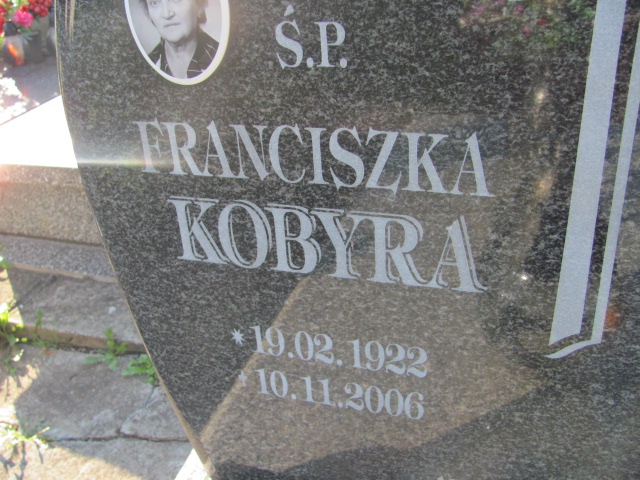 Ś.P.
FRANCISZKA
KOBYRA
* 19.02.1922
† 10.11.2006